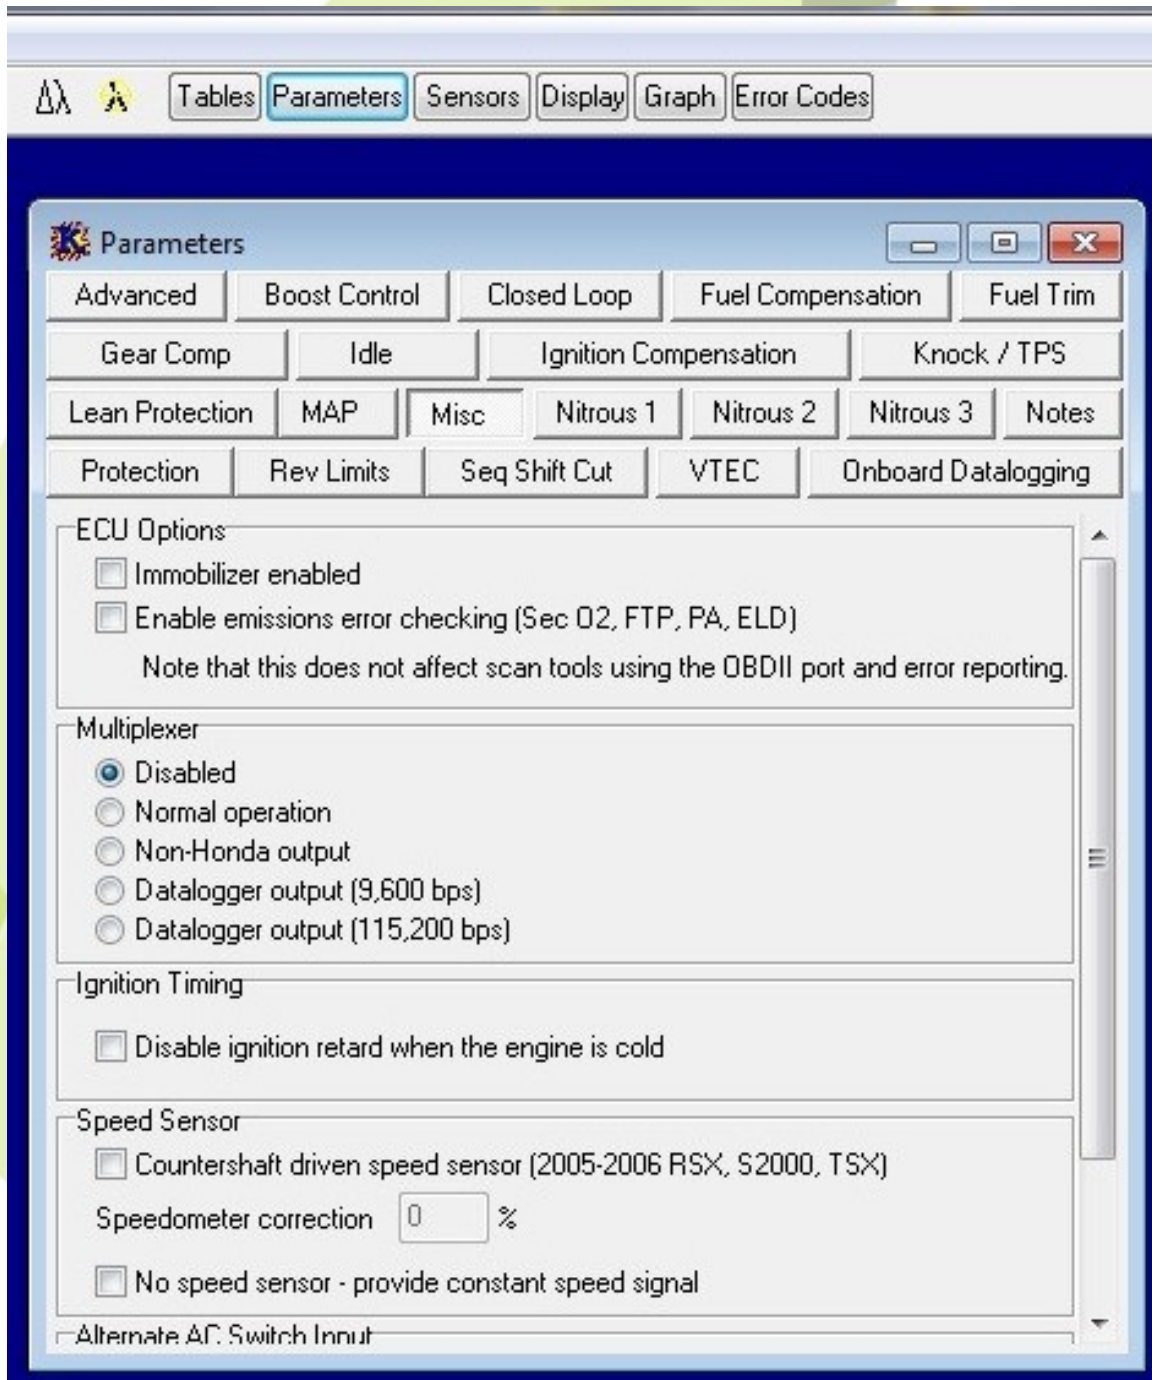 Δλ λ Tables Parameters Sensors Display Graph Error Codes
Parameters
Advanced Boost Control Closed Loop Fuel Compensation Fuel Trim
Gear Comp Idle Ignition Compensation Knock / TPS
Lean Protection MAP Misc Nitrous 1 Nitrous 2 Nitrous 3 Notes
Protection Rev Limits Seq Shift Cut VTEC Onboard Datalogging
ECU Options
Immobilizer enabled
Enable emissions error checking (Sec O2, FTP, PA, ELD)
Note that this does not affect scan tools using the OBDII port and error reporting.
Multiplexer
Disabled
Normal operation
Non-Honda output
Datalogger output (9,600 bps)
Datalogger output (115,200 bps)
Ignition Timing
Disable ignition retard when the engine is cold
Speed Sensor
Countershaft driven speed sensor (2005-2006 RSX, S2000, TSX)
Speedometer correction 0 %
No speed sensor - provide constant speed signal
Alternate AC Switch Input